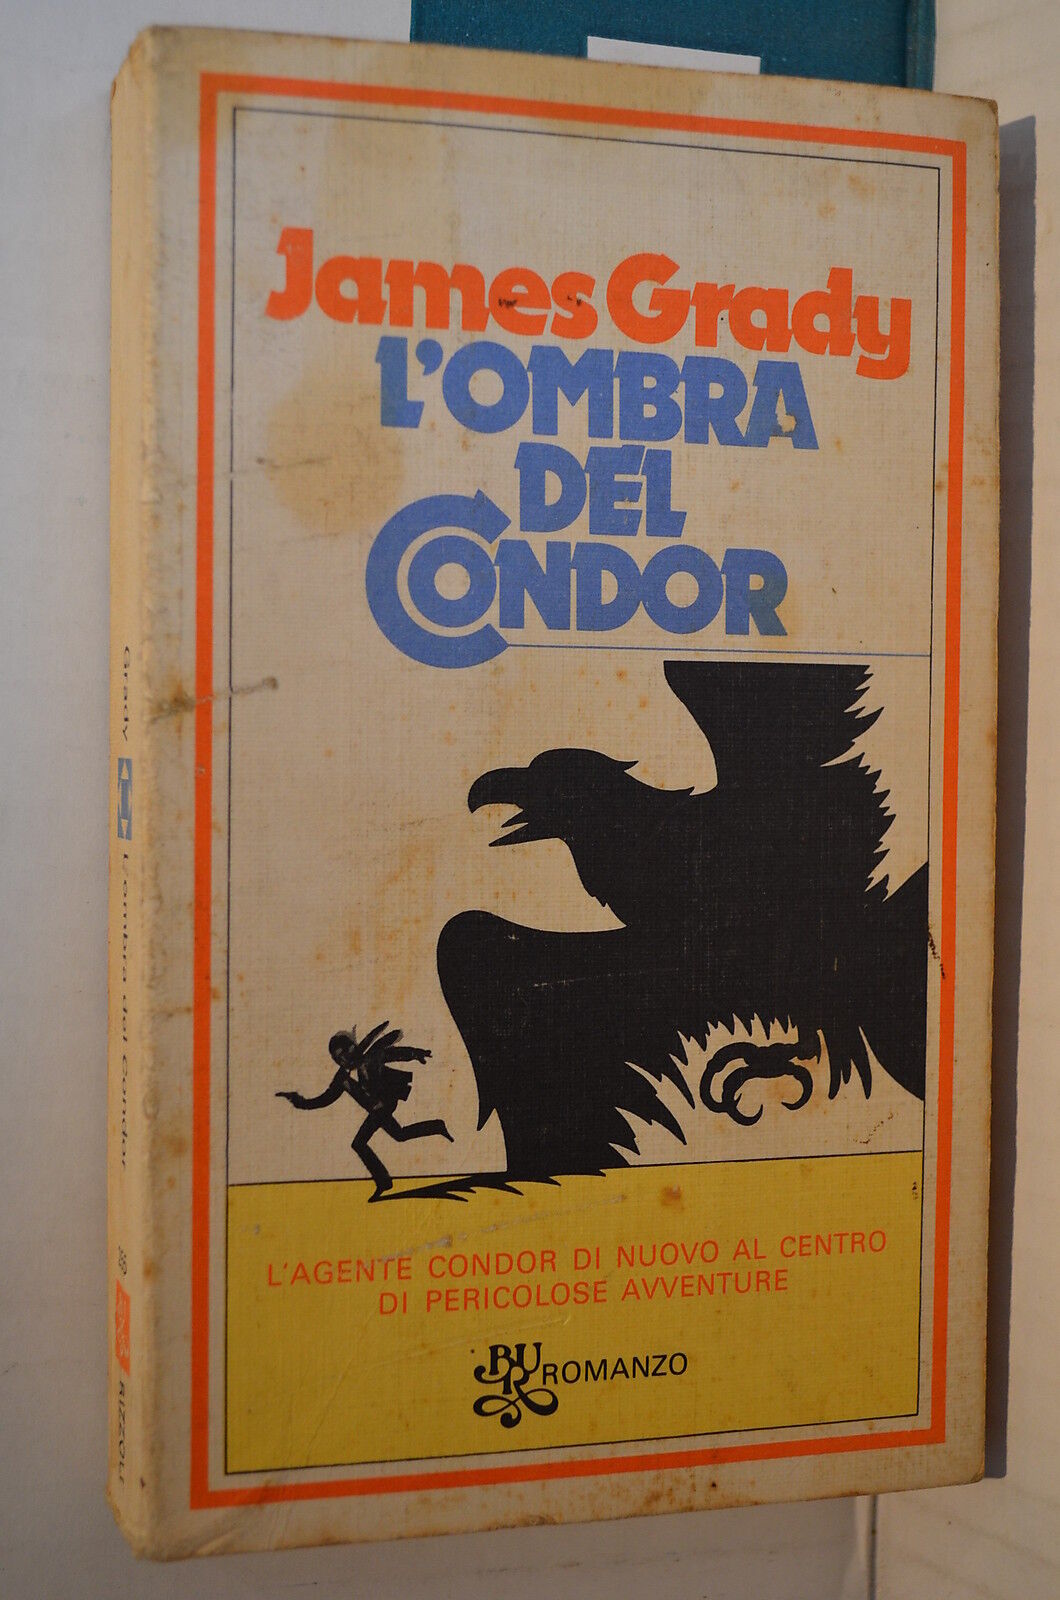 James Grady
L'OMBRA
DEL
CONDOR
L'AGENTE CONDOR DI NUOVO AL CENTRO
DI PERICOLOSE AVVENTURE
BUR ROMANZO
Grady L'ombra del Condor RIZZOLI